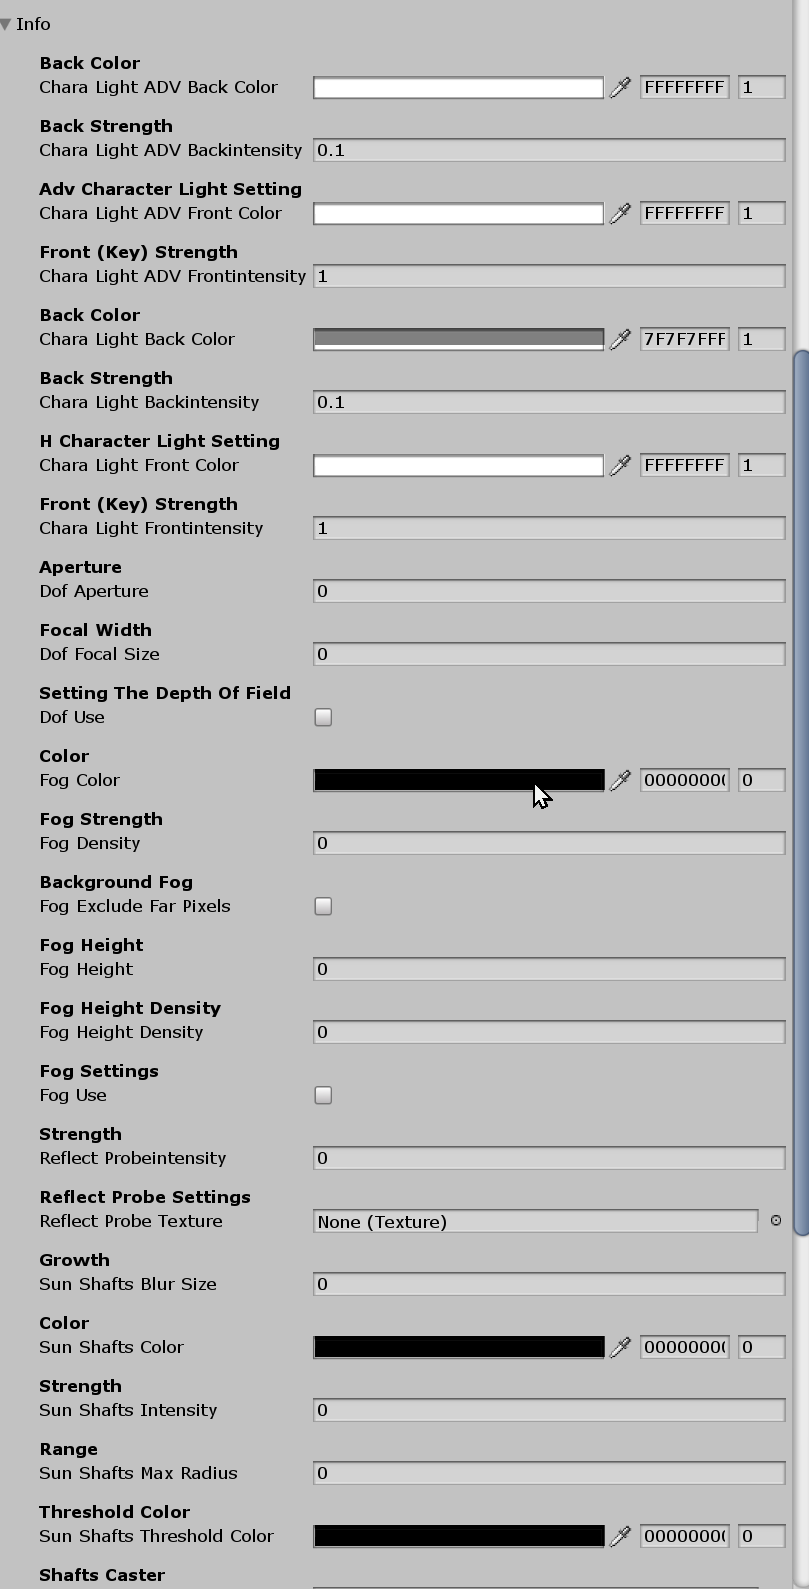 Info
Back Color
Chara Light ADV Back Color FFFFFFFF 1
Back Strength
Chara Light ADV Backintensity 0.1
Adv Character Light Setting
Chara Light ADV Front Color FFFFFFFF 1
Front (Key) Strength
Chara Light ADV Frontintensity 1
Back Color
Chara Light Back Color 7F7F7FFF 1
Back Strength
Chara Light Backintensity 0.1
H Character Light Setting
Chara Light Front Color FFFFFFFF 1
Front (Key) Strength
Chara Light Frontintensity 1
Aperture
Dof Aperture 0
Focal Width
Dof Focal Size 0
Setting The Depth Of Field
Dof Use
Color
Fog Color 0000000 0
Fog Strength
Fog Density 0
Background Fog
Fog Exclude Far Pixels
Fog Height
Fog Height 0
Fog Height Density
Fog Height Density 0
Fog Settings
Fog Use
Strength
Reflect Probeintensity 0
Reflect Probe Settings
Reflect Probe Texture None (Texture)
Growth
Sun Shafts Blur Size 0
Color
Sun Shafts Color 0000000 0
Strength
Sun Shafts Intensity 0
Range
Sun Shafts Max Radius 0
Threshold Color
Sun Shafts Threshold Color 0000000 0
Shafts Caster